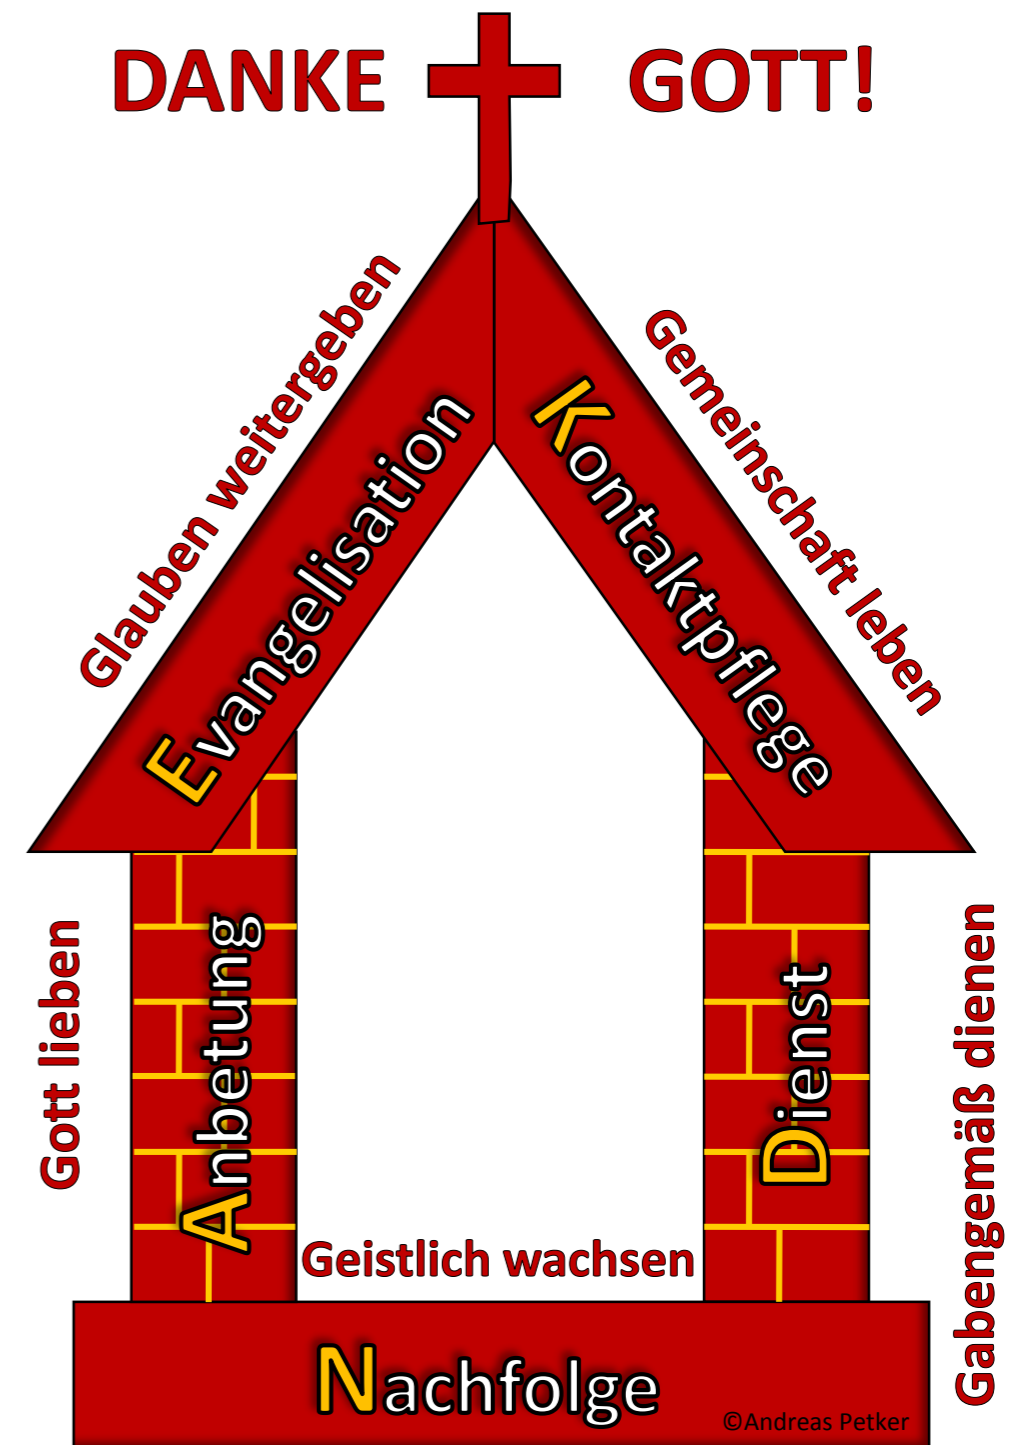 DANKE GOTT!
Glauben weitergeben
Evangelisation
Kontaktpflege
Gemeinschaft leben
Gott lieben
Anbetung
Dienst
Gabengemäß dienen
Geistlich wachsen
Nachfolge
©Andreas Petker